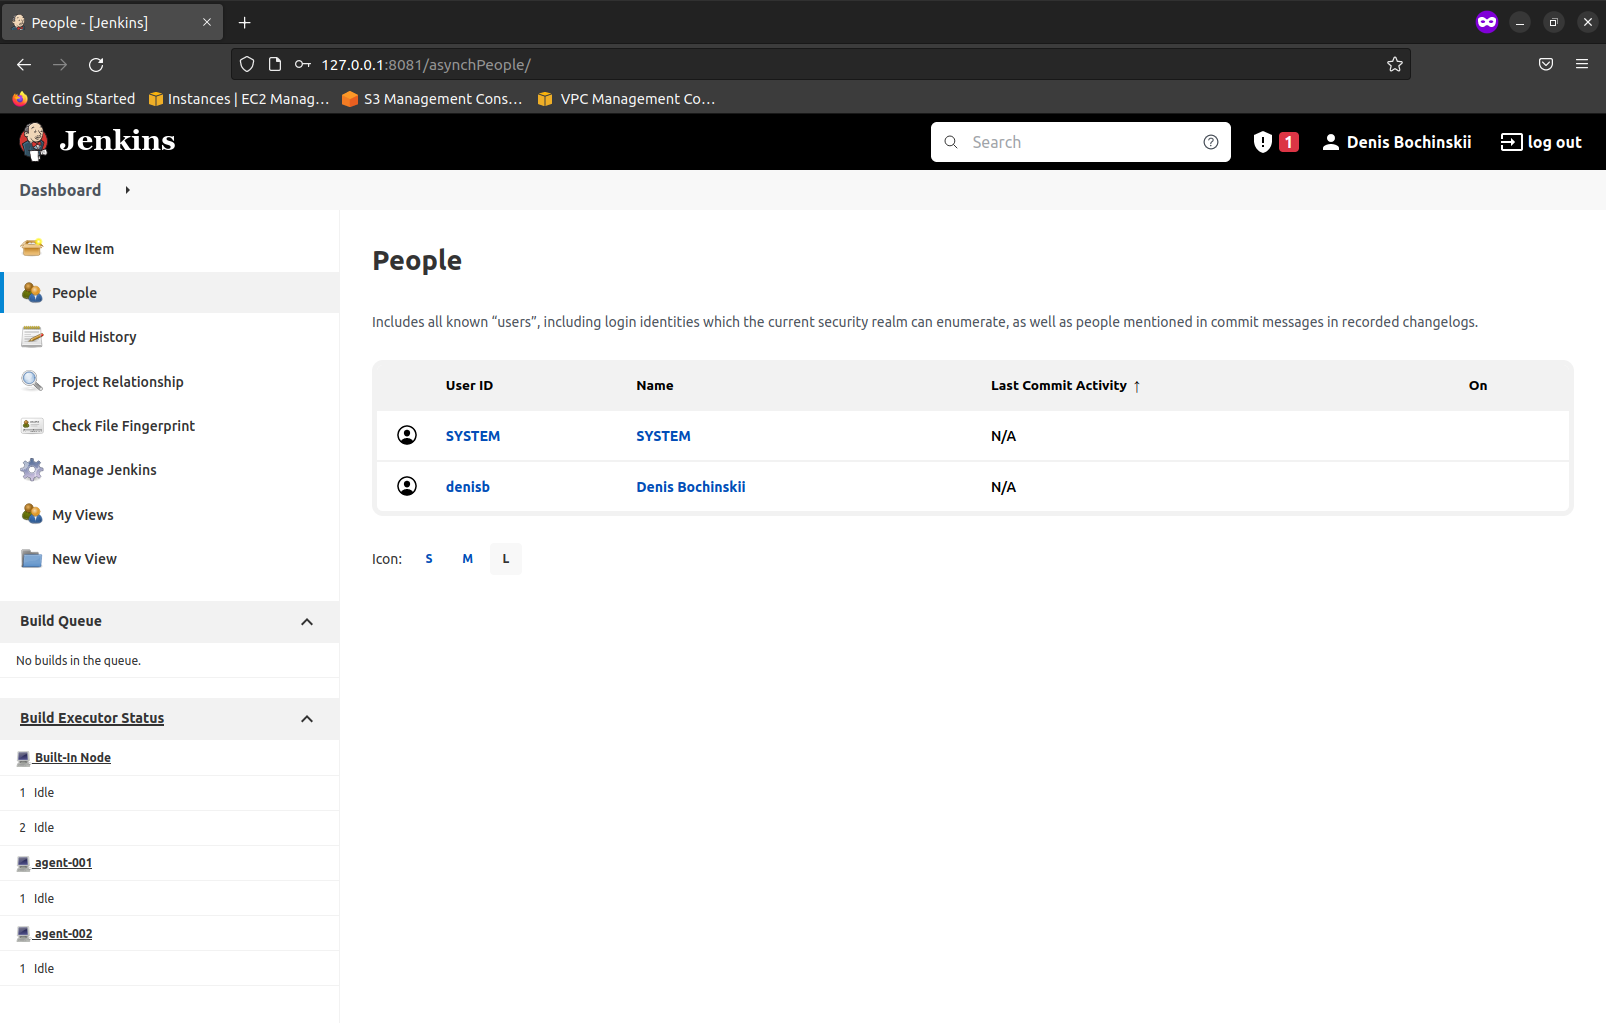 People - [Jenkins]
127.0.0.1:8081/asynchPeople/
Getting Started Instances | EC2 Manag… S3 Management Cons… VPC Management Co…
Jenkins Search 1 Denis Bochinskii log out
Dashboard
New Item
People
Build History
Project Relationship
Check File Fingerprint
Manage Jenkins
My Views
New View
Build Queue
No builds in the queue.
Build Executor Status
Built-In Node
1 Idle
2 Idle
agent-001
1 Idle
agent-002
1 Idle
People
Includes all known “users”, including login identities which the current security realm can enumerate, as well as people mentioned in commit messages in recorded changelogs.
User ID Name Last Commit Activity ↑ On
SYSTEM SYSTEM N/A
denisb Denis Bochinskii N/A
Icon: S M L